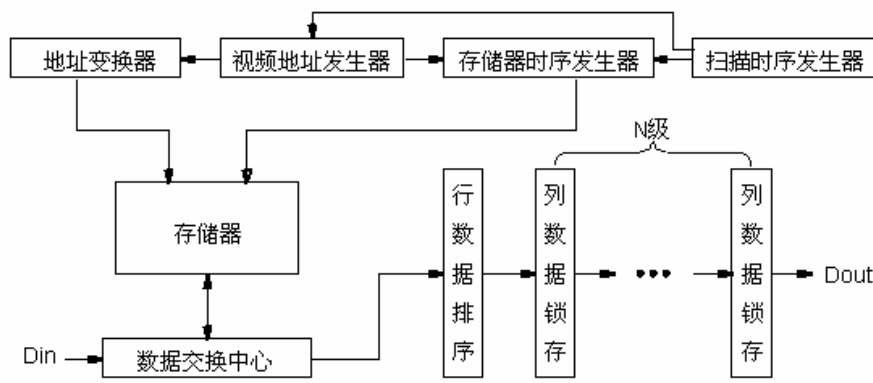 地址变换器
视频地址发生器
存储器时序发生器
扫描时序发生器
N级
存储器
行数据排序
列数据锁存
•••
列数据锁存
Dout
Din
数据交换中心